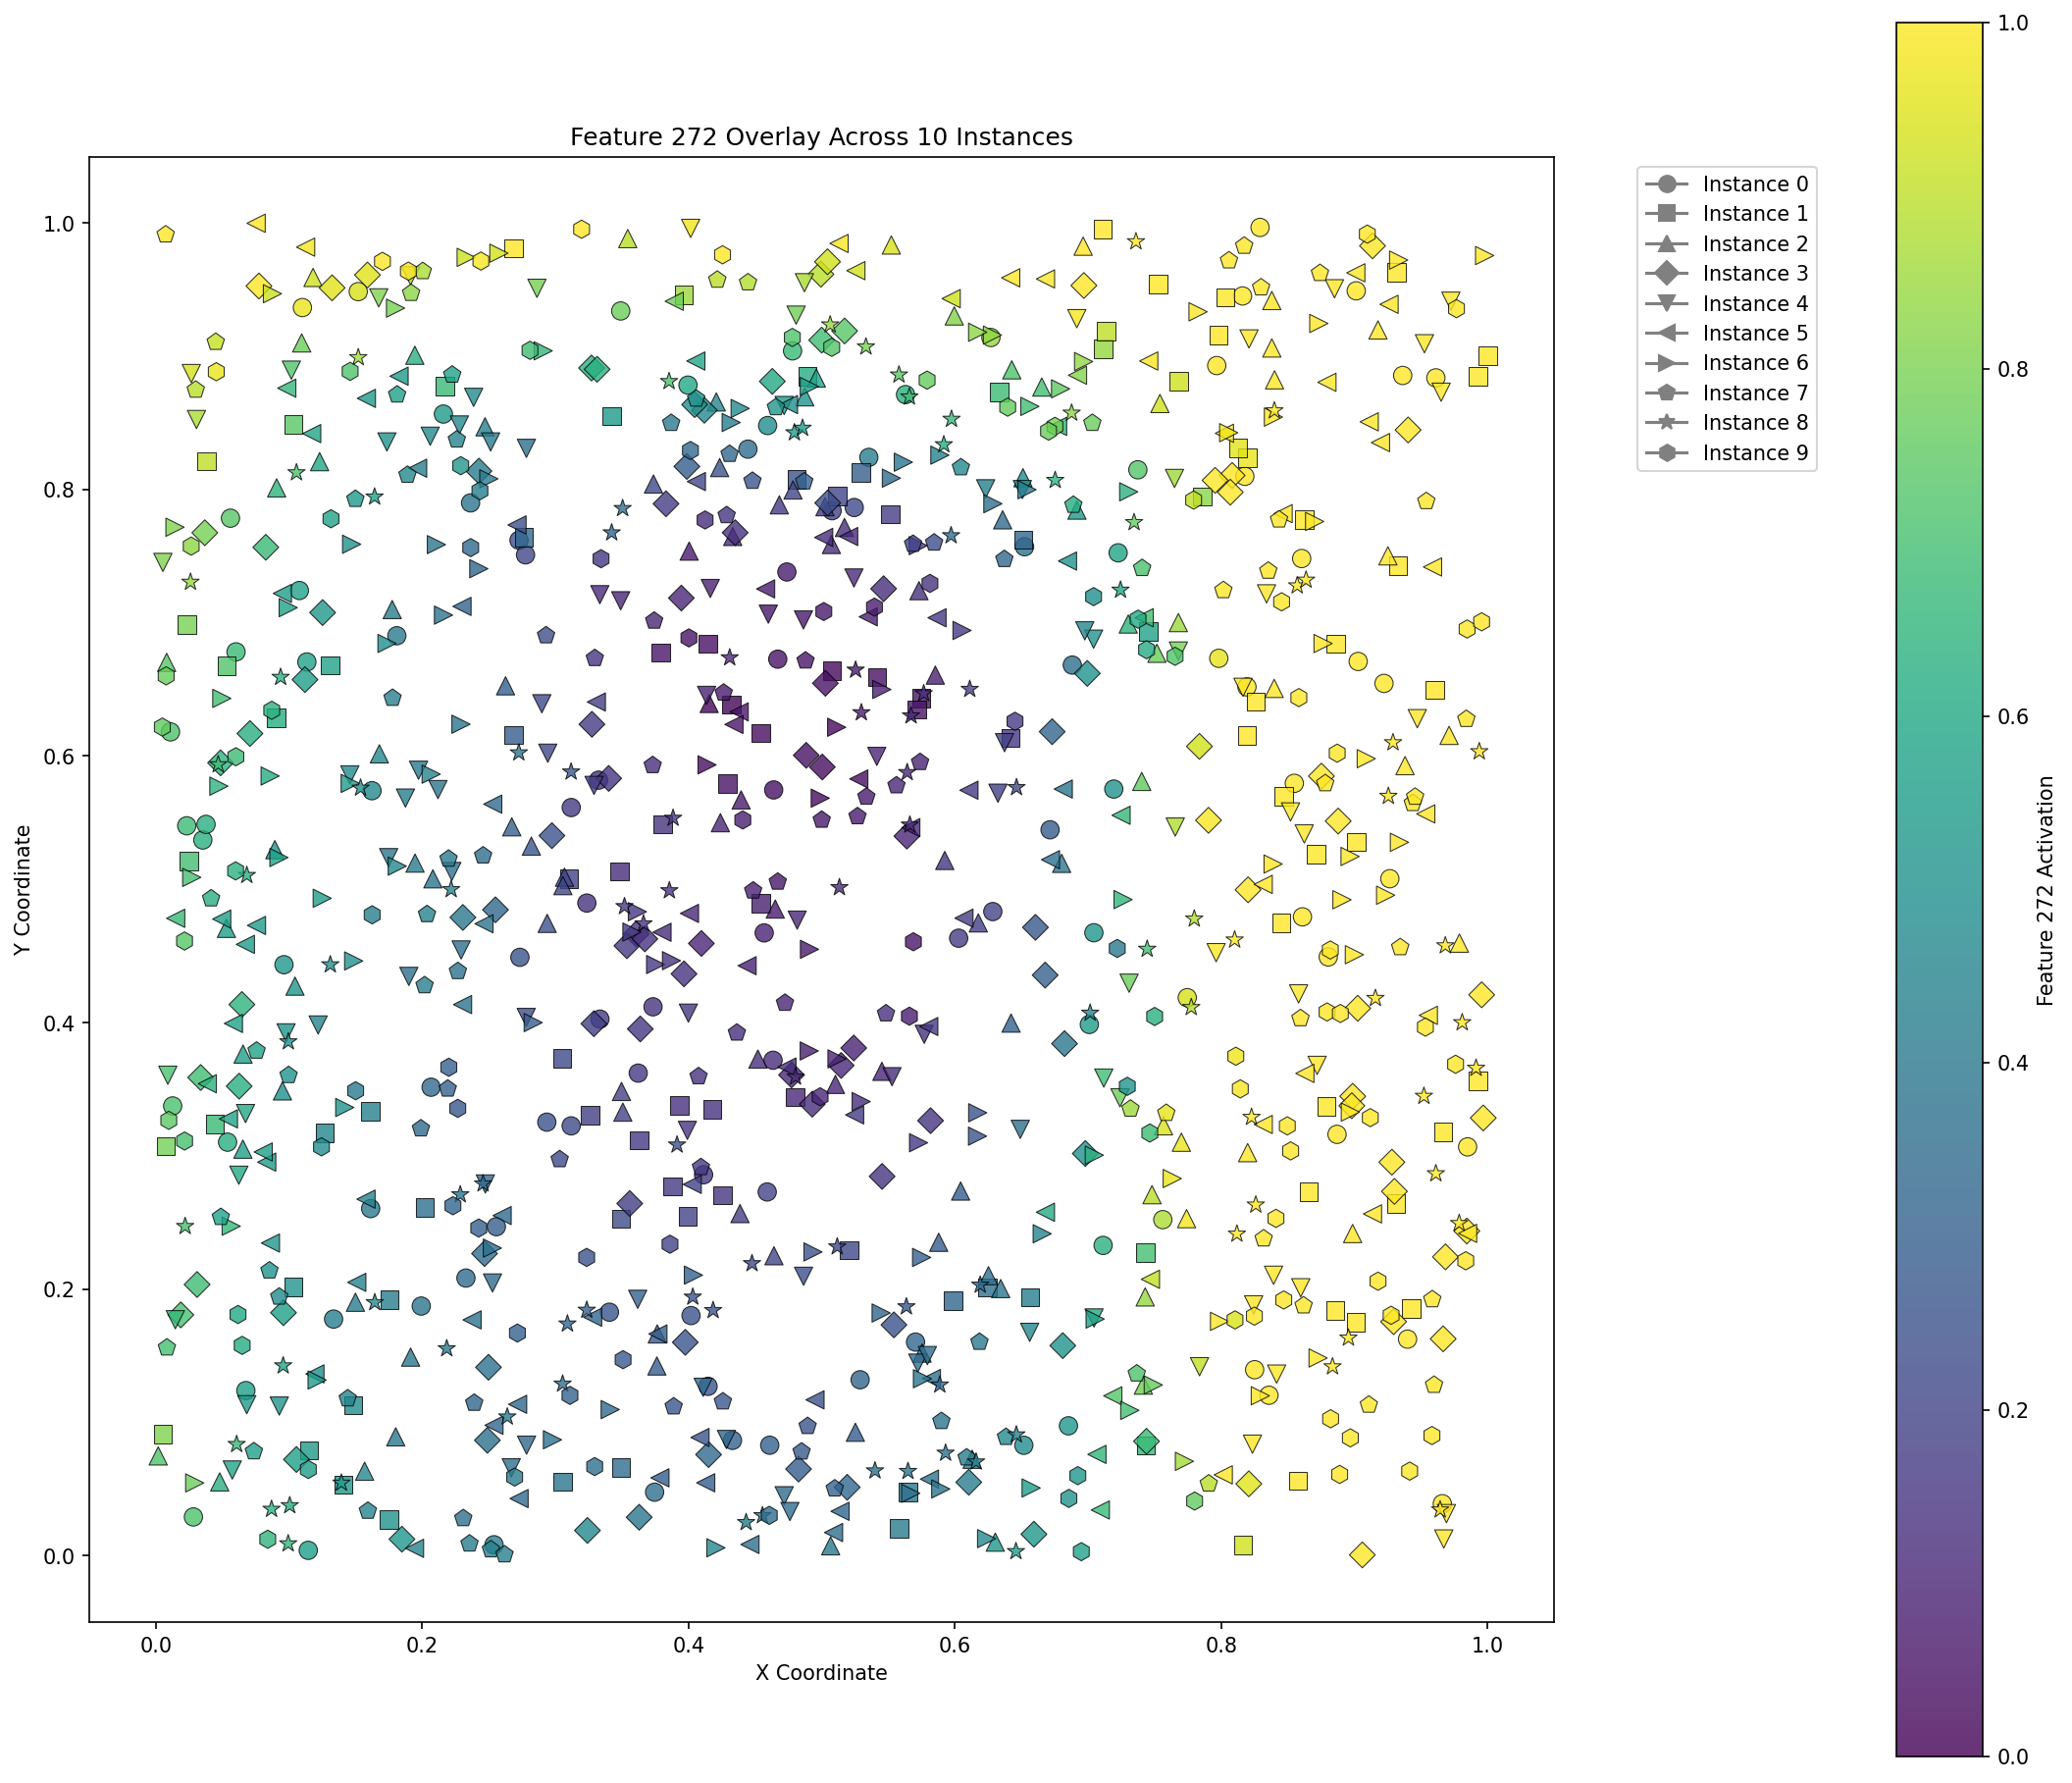 Feature 272 Overlay Across 10 Instances
1.0
0.8
0.6
0.4
0.2
0.0
Y Coordinate
0.0 0.2 0.4 0.6 0.8 1.0
X Coordinate
Instance 0
Instance 1
Instance 2
Instance 3
Instance 4
Instance 5
Instance 6
Instance 7
Instance 8
Instance 9
1.0
0.8
0.6
0.4
0.2
0.0
Feature 272 Activation